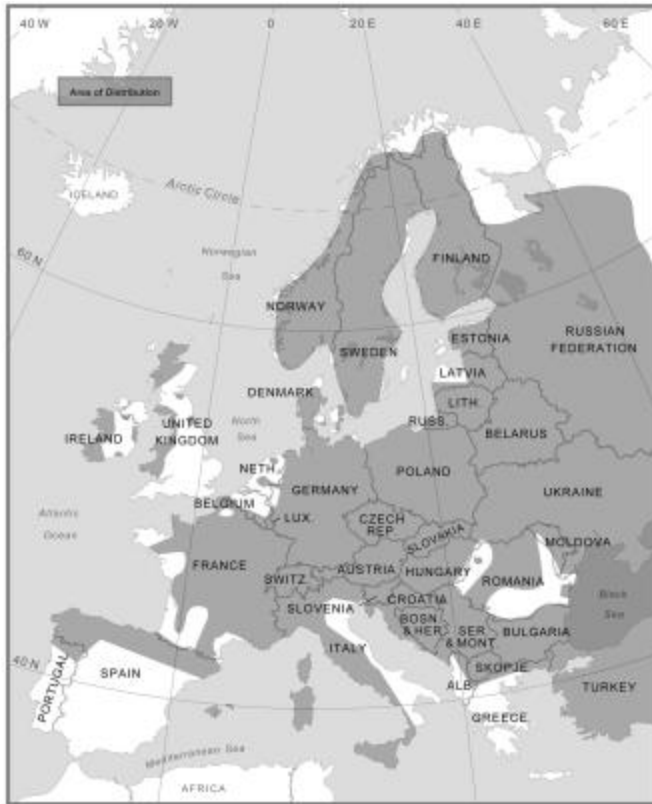 40 W
20 W
0
20 E
40 E
60 E
Area of Distribution
ICELAND
Arctic Circle
60 N
Norwegian
Sea
FINLAND
NORWAY
SWEDEN
ESTONIA
RUSSIAN
FEDERATION
LATVIA
DENMARK
LITH.
RUSS.
UNITED
KINGDOM
North
Sea
IRELAND
BELARUS
NETH.
POLAND
BELGIUM
GERMANY
UKRAINE
Atlantic
Ocean
LUX.
CZECH
REP.
SLOVAKIA
MOLDOVA
FRANCE
AUSTRIA
HUNGARY
ROMANIA
SWITZ.
CROATIA
Black
Sea
SLOVENIA
BOSN.
& HER.
SER.
& MONT.
BULGARIA
ITALY
SKOPJE
40 N
PORTUGAL
SPAIN
ALB.
TURKEY
GREECE
Mediterranean Sea
AFRICA